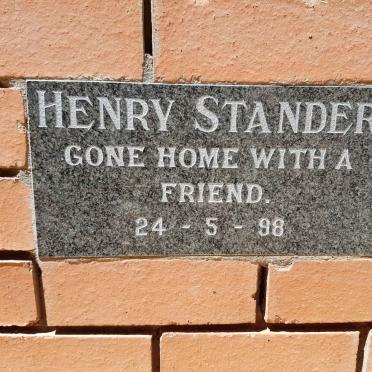 HENRY STANDER
GONE HOME WITH A
FRIEND.
24 - 5 - 98